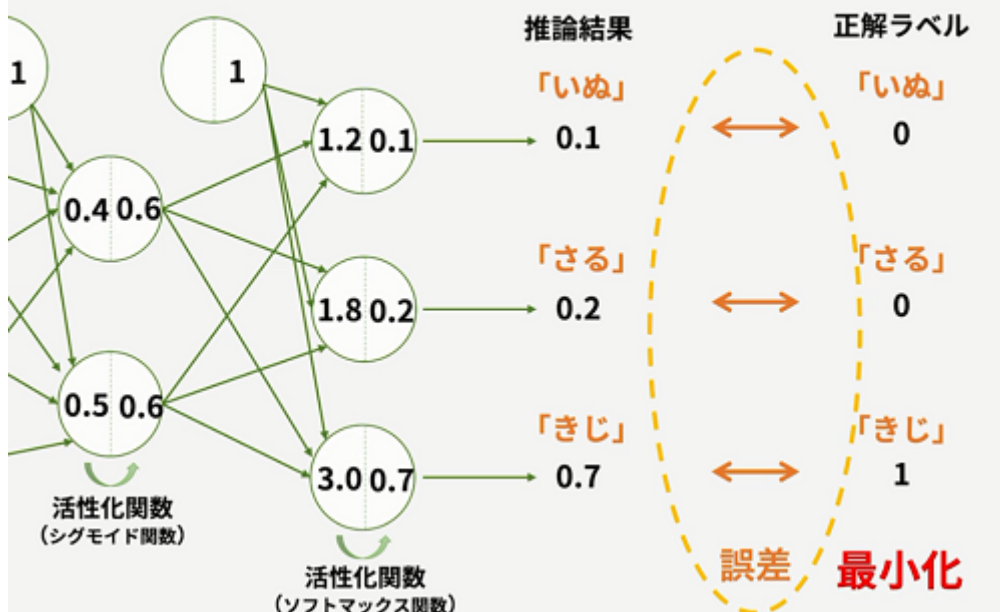 推論結果
正解ラベル
1
1
「いぬ」
「いぬ」
1.2 0.1
0.1
0
0.4 0.6
「さる」
「さる」
1.8 0.2
0.2
0
0.5 0.6
「きじ」
「きじ」
3.0 0.7
0.7
1
活性化関数
(シグモイド関数)
誤差
最小化
活性化関数
(ソフトマックス関数)